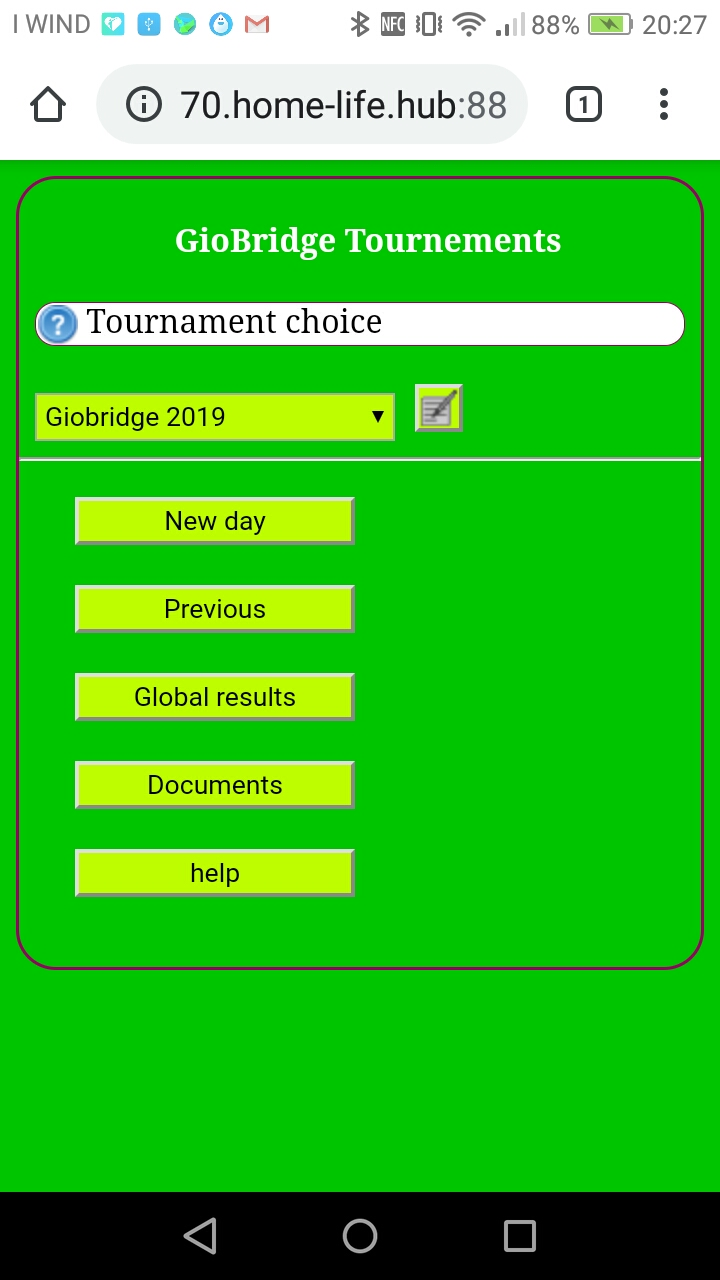 I WIND NFC 88% 20:27
70.home-life.hub:88 1
GioBridge Tournements
? Tournament choice
Giobridge 2019
New day
Previous
Global results
Documents
help